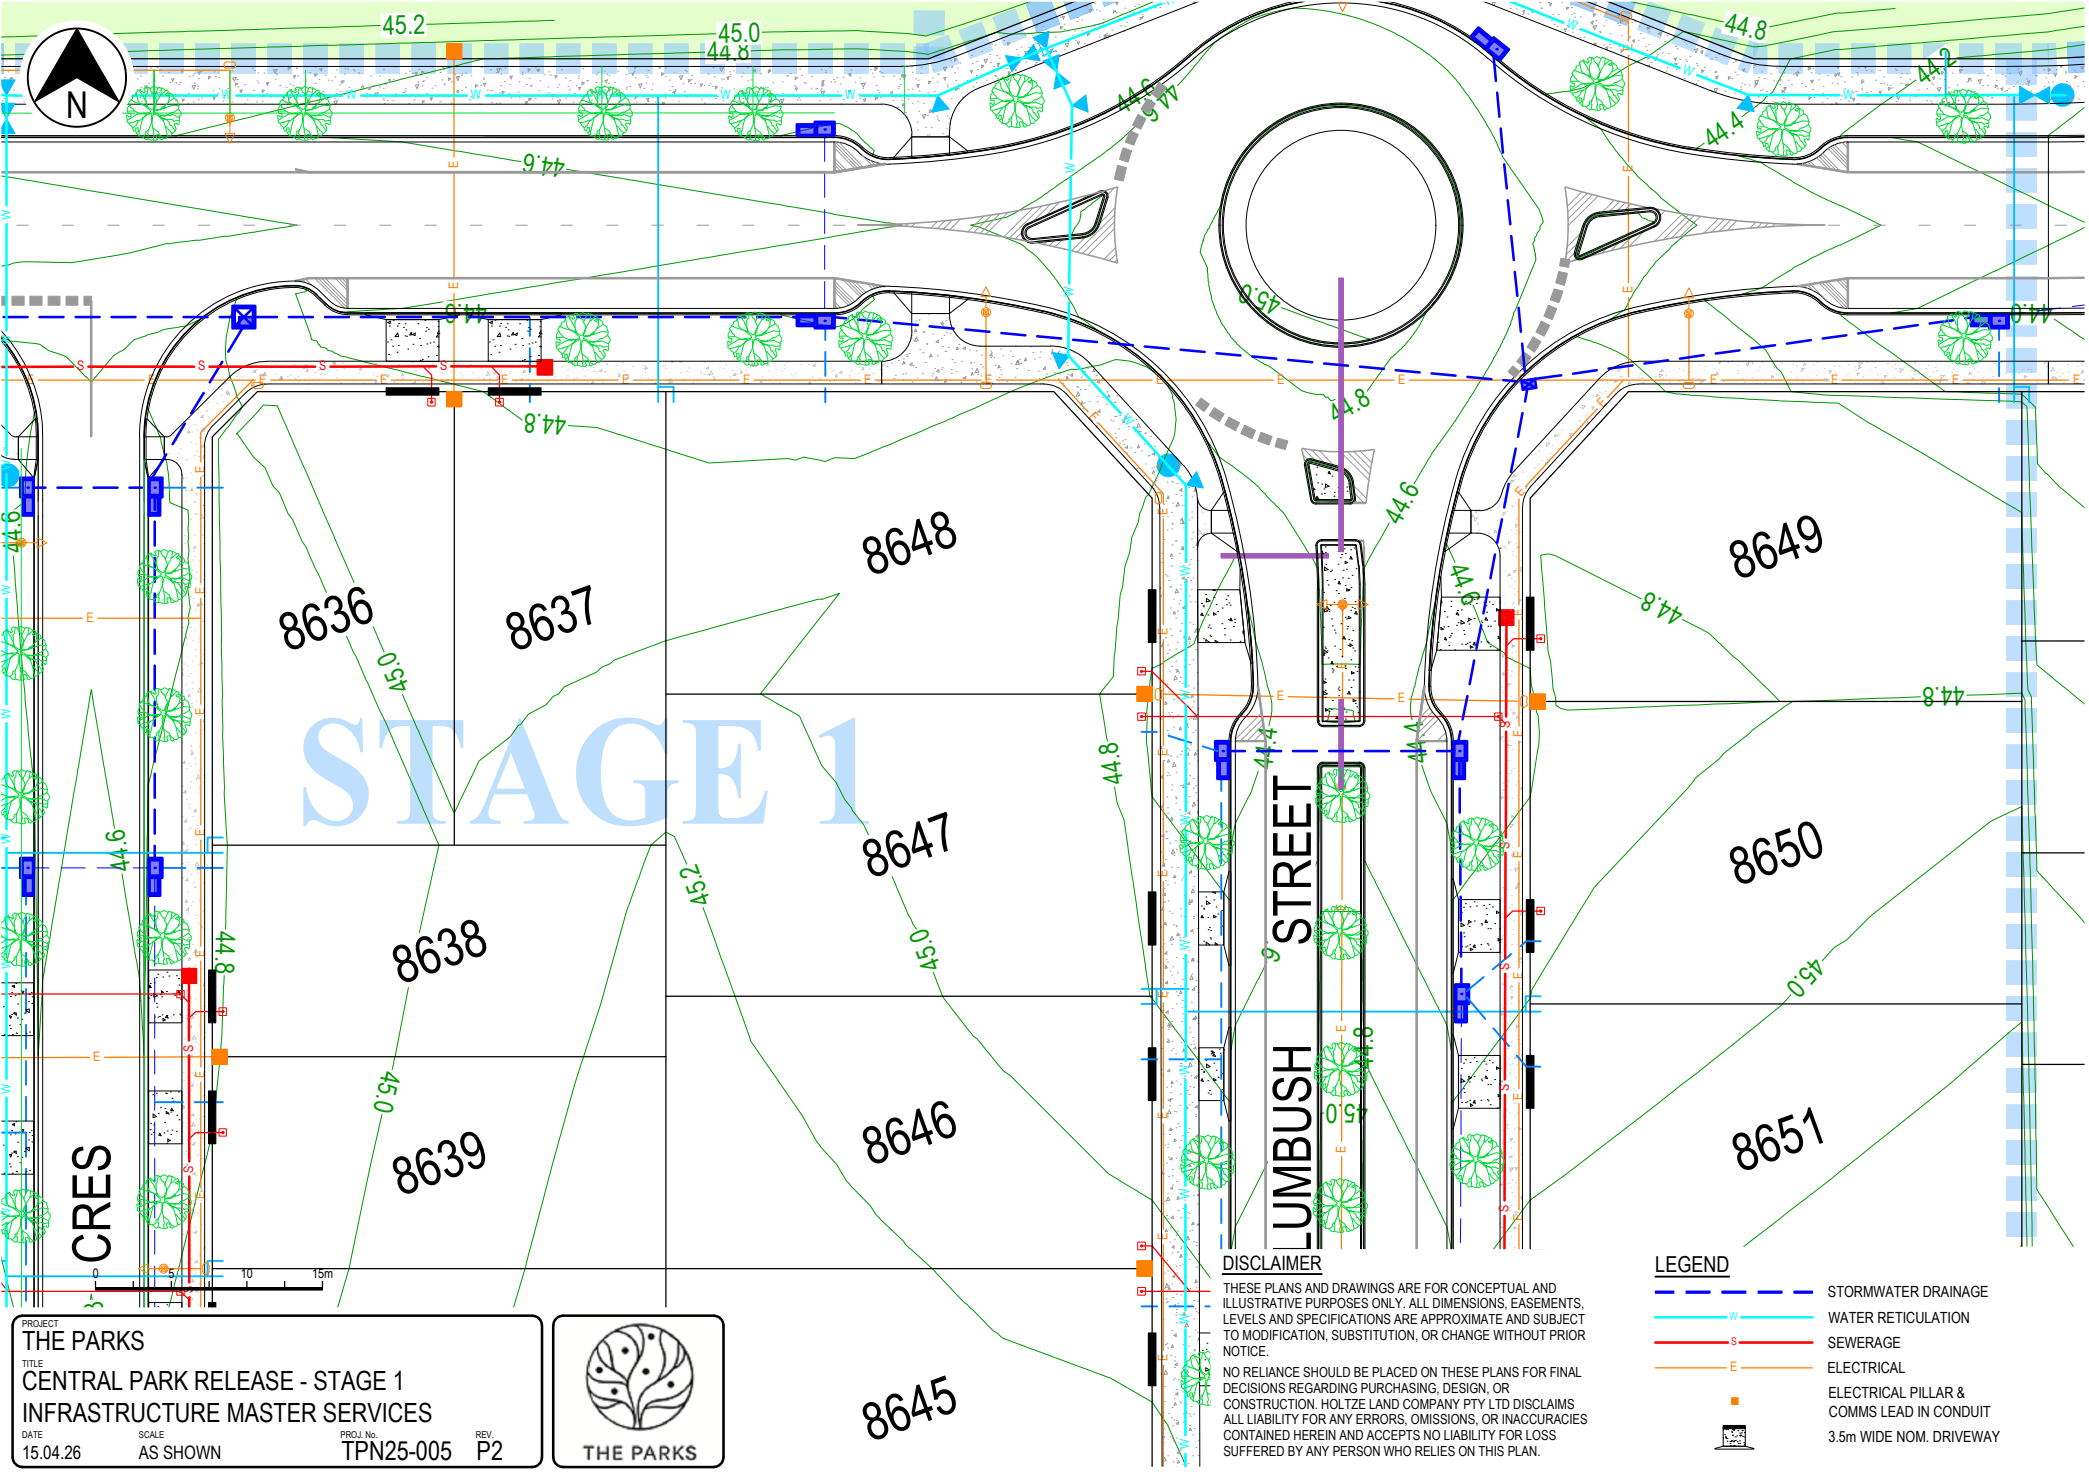 45.2
45.0
44.8
44.8
44.2
N
44.6
44.6
44.4
44.6
45.0
44.6
44.0
44.8
44.8
44.6
44.6
44.6
44.8
44.8
8648
8649
8636
8637
45.0
STAGE 1
44.8
44.4
44.4
44.6
8647
8650
45.2
STREET
8638
44.8
45.0
45.0
44.8
45.0
45.0
8646
8651
8639
CRES
LUMBUSH
8645
0 5 10 15m
PROJECT
THE PARKS
TITLE
CENTRAL PARK RELEASE - STAGE 1
INFRASTRUCTURE MASTER SERVICES
DATE SCALE PROJ. No. REV.
15.04.26 AS SHOWN TPN25-005 P2
THE PARKS
DISCLAIMER
THESE PLANS AND DRAWINGS ARE FOR CONCEPTUAL AND
ILLUSTRATIVE PURPOSES ONLY. ALL DIMENSIONS, EASEMENTS,
LEVELS AND SPECIFICATIONS ARE APPROXIMATE AND SUBJECT
TO MODIFICATION, SUBSTITUTION, OR CHANGE WITHOUT PRIOR
NOTICE.
NO RELIANCE SHOULD BE PLACED ON THESE PLANS FOR FINAL
DECISIONS REGARDING PURCHASING, DESIGN, OR
CONSTRUCTION. HOLTZE LAND COMPANY PTY LTD DISCLAIMS
ALL LIABILITY FOR ANY ERRORS, OMISSIONS, OR INACCURACIES
CONTAINED HEREIN AND ACCEPTS NO LIABILITY FOR LOSS
SUFFERED BY ANY PERSON WHO RELIES ON THIS PLAN.
LEGEND
STORMWATER DRAINAGE
W WATER RETICULATION
S SEWERAGE
E ELECTRICAL
ELECTRICAL PILLAR &
COMMS LEAD IN CONDUIT
3.5m WIDE NOM. DRIVEWAY